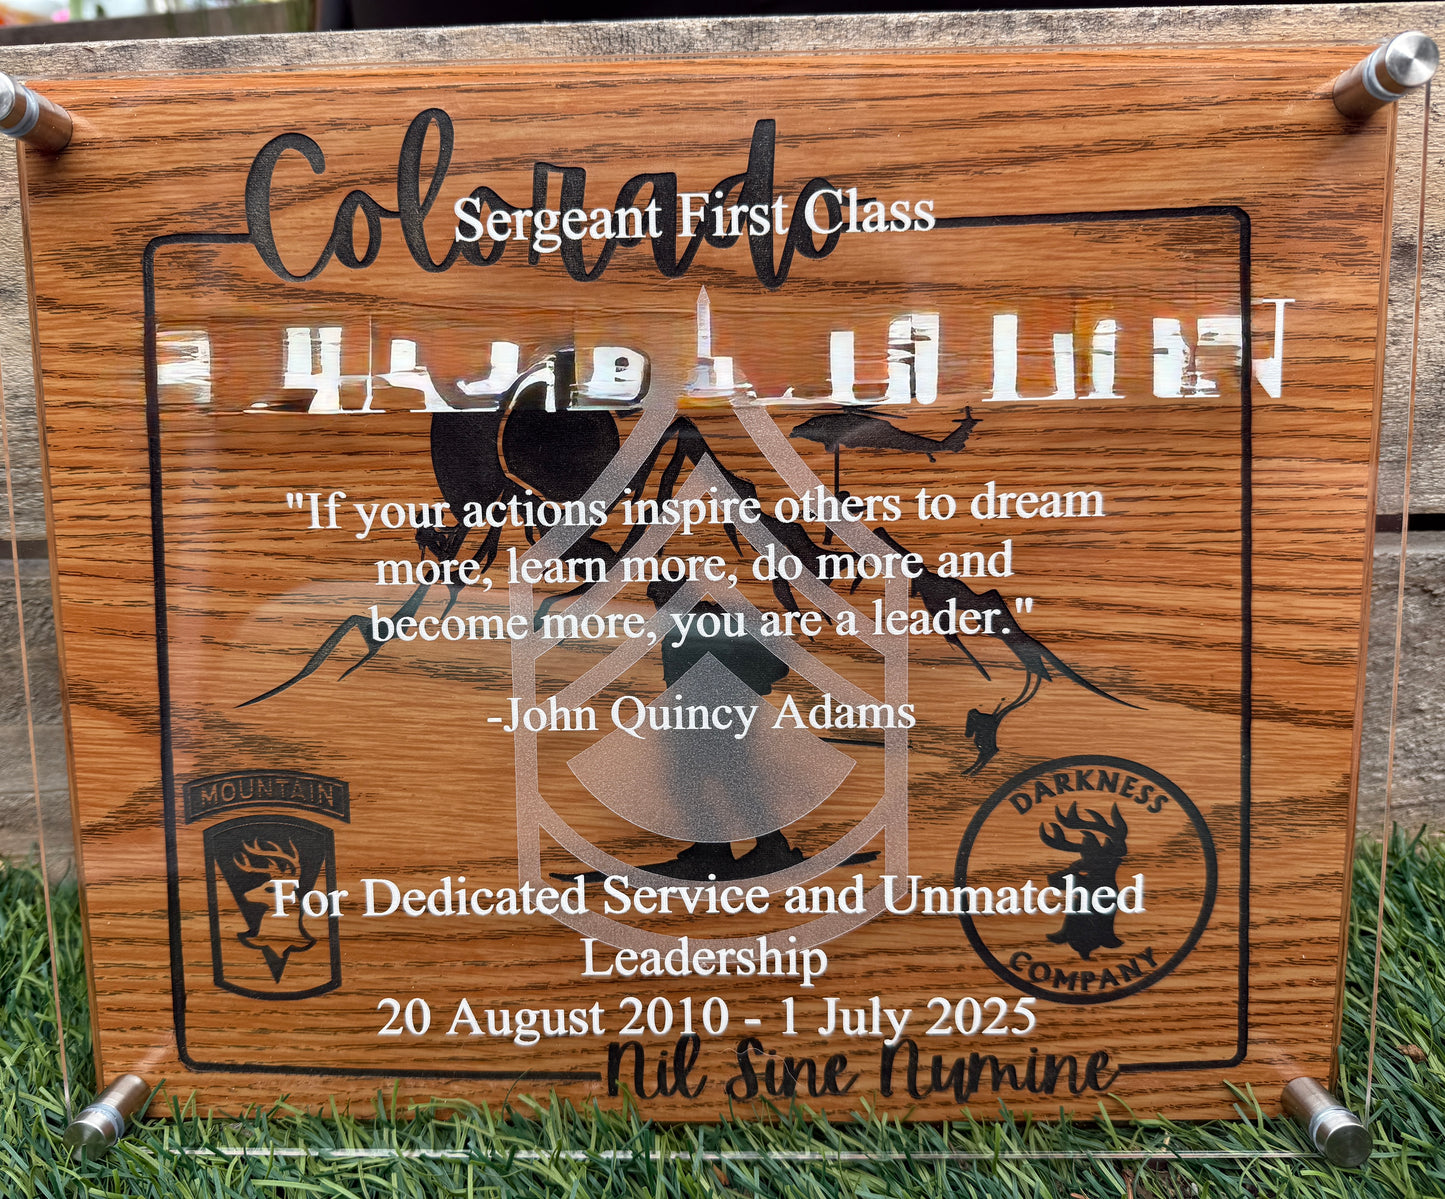 Colorado
Sergeant First Class
"If your actions inspire others to dream
more, learn more, do more and
become more, you are a leader."
-John Quincy Adams
MOUNTAIN
DARKNESS
COMPANY
For Dedicated Service and Unmatched
Leadership
20 August 2010 - 1 July 2025
Nil Sine Numine